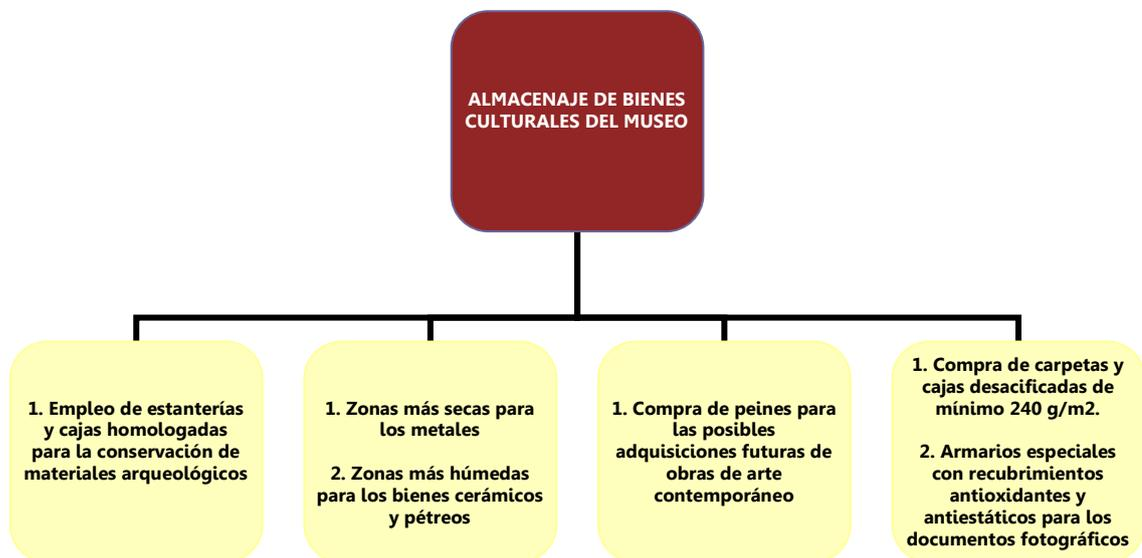 ALMACENAJE DE BIENES
CULTURALES DEL MUSEO
1. Empleo de estanterías
y cajas homologadas
para la conservación de
materiales arqueológicos
1. Zonas más secas para
los metales
2. Zonas más húmedas
para los bienes cerámicos
y pétreos
1. Compra de peines para
las posibles
adquisiciones futuras de
obras de arte
contemporáneo
1. Compra de carpetas y
cajas desacificadas de
mínimo 240 g/m2.
2. Armarios especiales
con recubrimientos
antioxidantes y
antiestáticos para los
documentos fotográficos